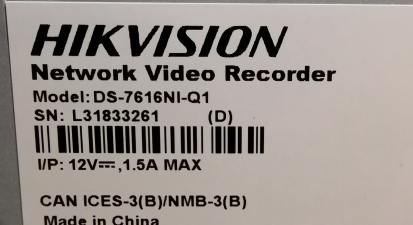 HIKVISION
Network Video Recorder
Model: DS-7616NI-Q1
SN: L31833261 (D)
I/P: 12V⎓,1.5A MAX
CAN ICES-3(B)/NMB-3(B)
Made in China